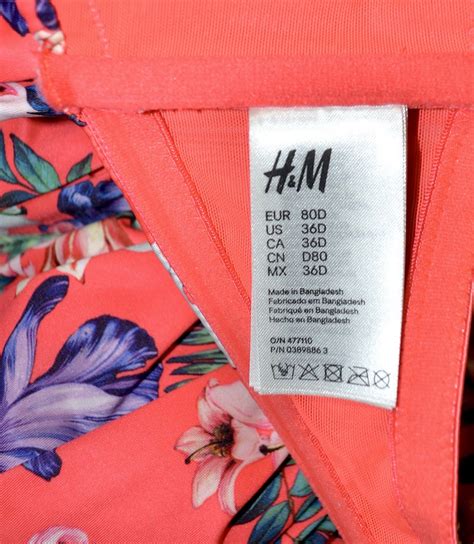 H&M
EUR 80D
US 36D
CA 36D
CN D80
MX 36D
Made in Bangladesh
Fabricado em Bangladesh
Fabriqué en Bangladesh
Hecho en Bangladesh
O/N 477110
P/N 0389886 3